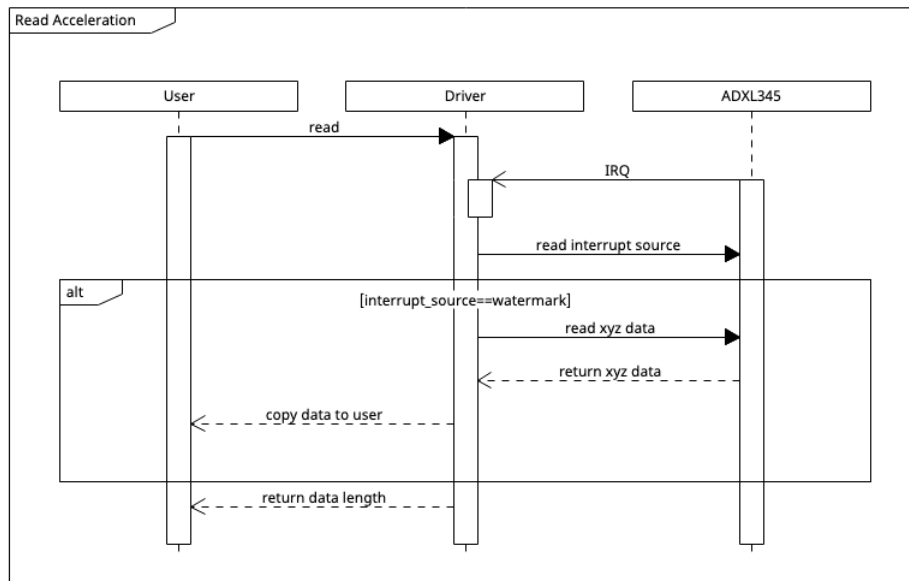 Read Acceleration
User
Driver
ADXL345
read
IRQ
read interrupt source
alt
[interrupt_source==watermark]
read xyz data
return xyz data
copy data to user
return data length